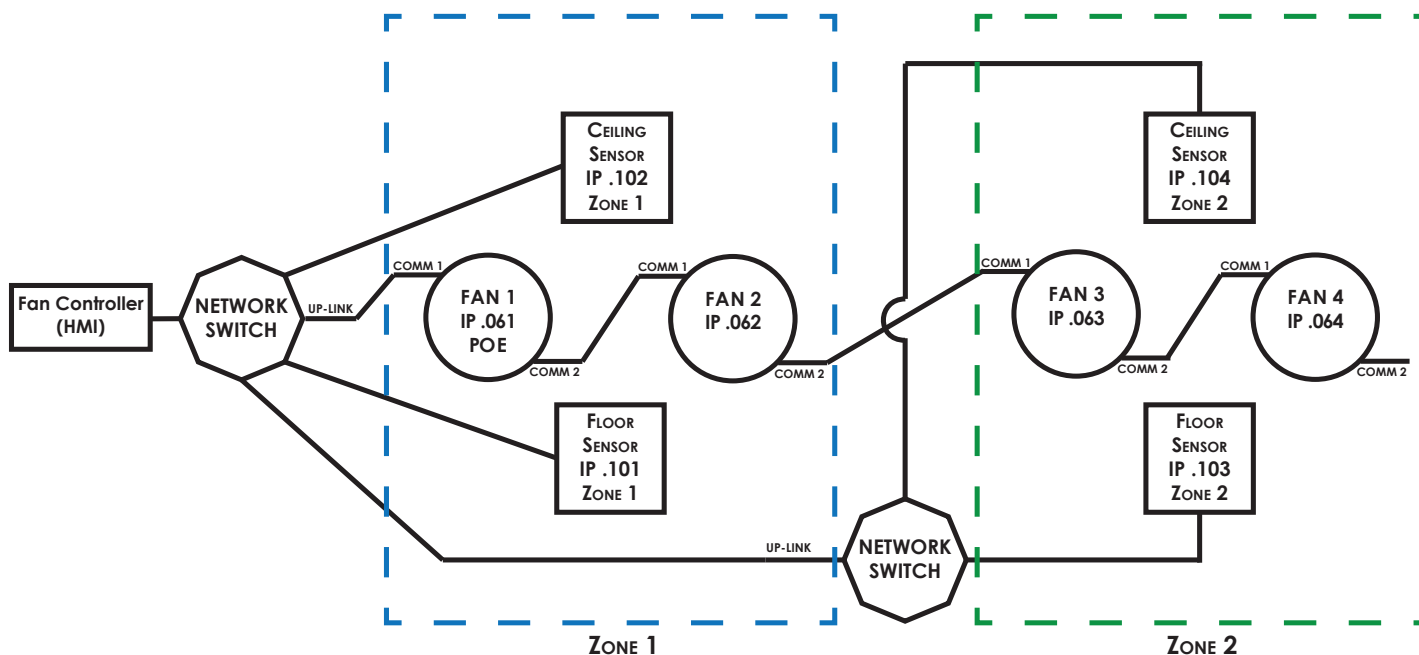 Ceiling
Sensor
IP .102
Zone 1
Ceiling
Sensor
IP .104
Zone 2
Fan Controller
(HMI)
NETWORK
SWITCH
UP-LINK
COMM 1
FAN 1
IP .061
POE
COMM 2
COMM 1
FAN 2
IP .062
COMM 2
COMM 1
FAN 3
IP .063
COMM 2
COMM 1
FAN 4
IP .064
COMM 2
Floor
Sensor
IP .101
Zone 1
Floor
Sensor
IP .103
Zone 2
UP-LINK
NETWORK
SWITCH
Zone 1
Zone 2